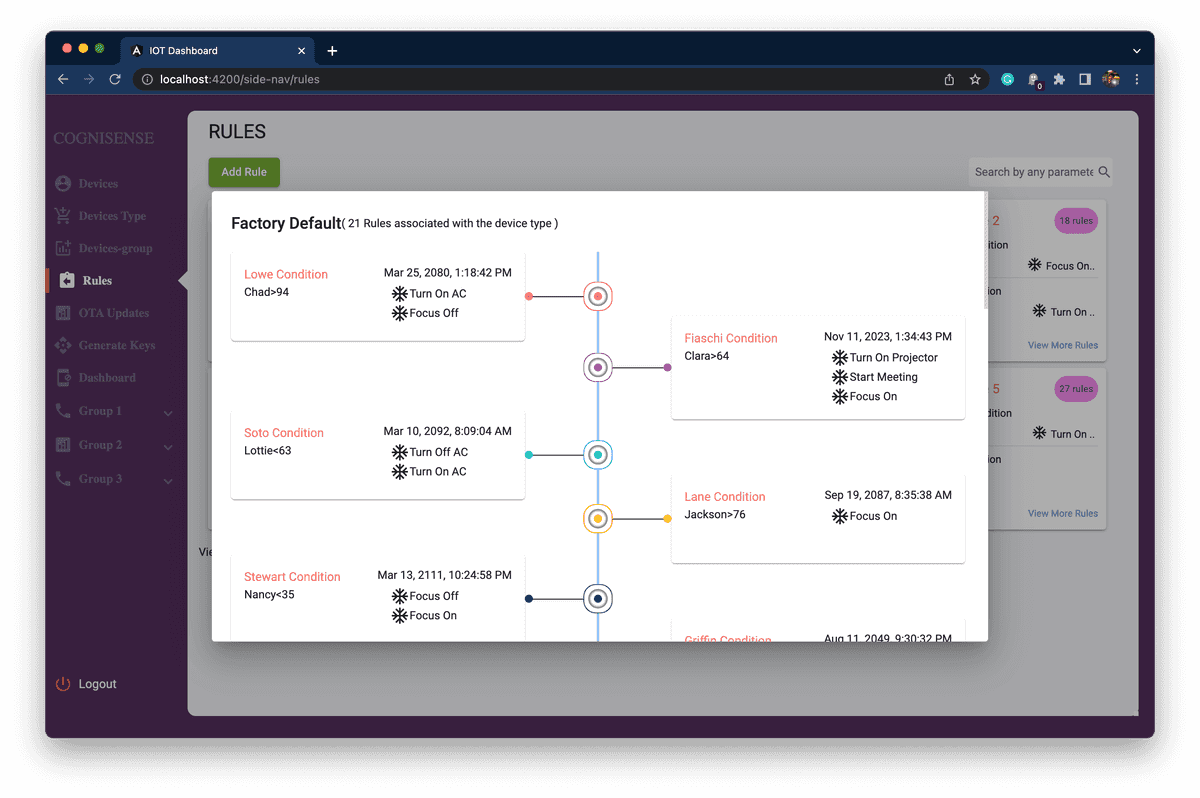 IOT Dashboard
localhost:4200/side-nav/rules
0
COGNISENSE
Devices
Devices Type
Devices-group
Rules
OTA Updates
Generate Keys
Dashboard
Group 1
Group 2
Group 3
Logout
RULES
Add Rule
Search by any paramete
Factory Default( 21 Rules associated with the device type )
Lowe Condition
Mar 25, 2080, 1:18:42 PM
Chad>94
Turn On AC
Focus Off
Fiaschi Condition
Nov 11, 2023, 1:34:43 PM
Clara>64
Turn On Projector
Start Meeting
Focus On
Soto Condition
Mar 10, 2092, 8:09:04 AM
Lottie<63
Turn Off AC
Turn On AC
Lane Condition
Sep 19, 2087, 8:35:38 AM
Jackson>76
Focus On
Stewart Condition
Mar 13, 2111, 10:24:58 PM
Nancy<35
Focus Off
Focus On
Griffin Condition
Aug 11, 2049, 9:30:32 PM
: 2
18 rules
dition
Focus On..
ion
Turn On ..
View More Rules
5
27 rules
dition
Turn On ..
ion
View More Rules
Vie